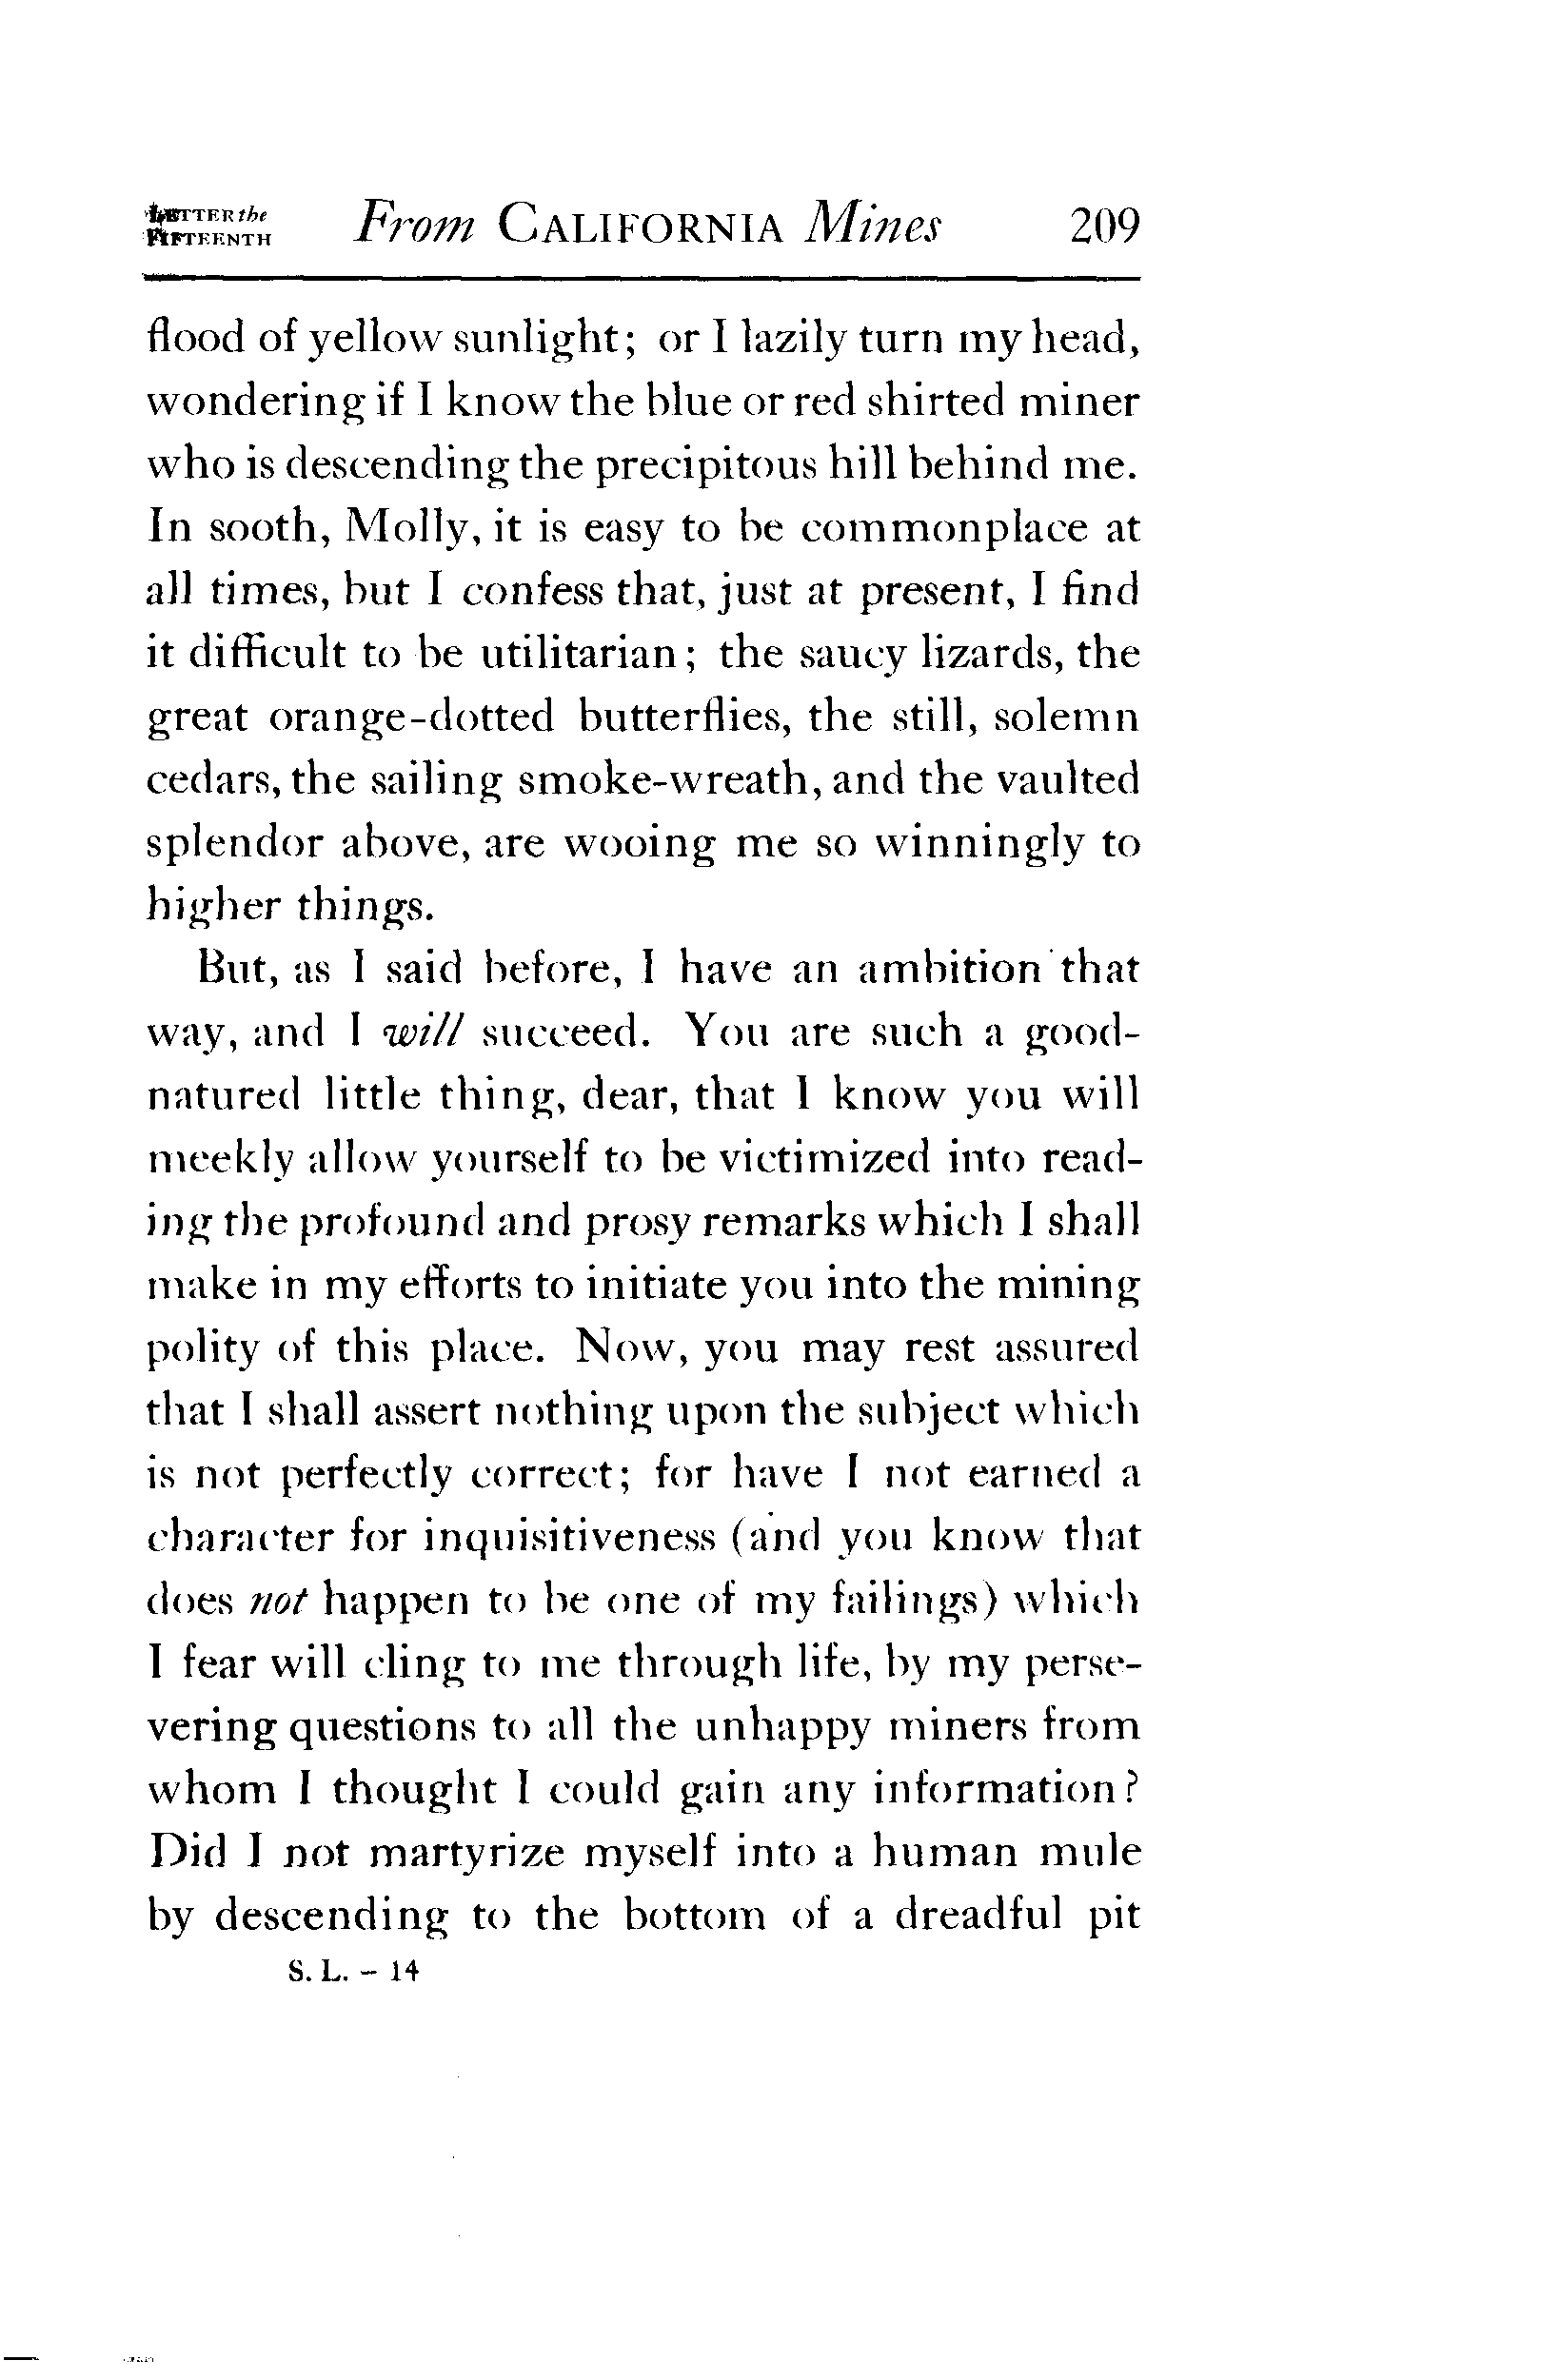 LETTER the
FIFTEENTH
From CALIFORNIA Mines
209
flood of yellow sunlight; or I lazily turn my head,
wondering if I know the blue or red shirted miner
who is descending the precipitous hill behind me.
In sooth, Molly, it is easy to be commonplace at
all times, but I confess that, just at present, I find
it difficult to be utilitarian; the saucy lizards, the
great orange-dotted butterflies, the still, solemn
cedars, the sailing smoke-wreath, and the vaulted
splendor above, are wooing me so winningly to
higher things.
But, as I said before, I have an ambition that
way, and I will succeed. You are such a good-
natured little thing, dear, that I know you will
meekly allow yourself to be victimized into read-
ing the profound and prosy remarks which I shall
make in my efforts to initiate you into the mining
polity of this place. Now, you may rest assured
that I shall assert nothing upon the subject which
is not perfectly correct; for have I not earned a
character for inquisitiveness (and you know that
does not happen to be one of my failings) which
I fear will cling to me through life, by my perse-
vering questions to all the unhappy miners from
whom I thought I could gain any information?
Did I not martyrize myself into a human mule
by descending to the bottom of a dreadful pit
S. L. - 14